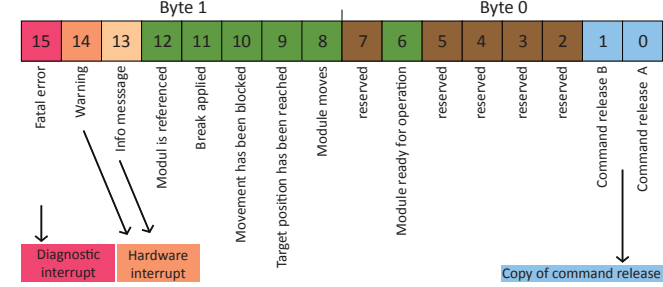 Byte 1
Byte 0
15 14 13 12 11 10 9 8 7 6 5 4 3 2 1 0
Fatal error
Warning
Info messsage
Modul is referenced
Break applied
Movement has been blocked
Target position has been reached
Module moves
reserved
Module ready for operation
reserved
reserved
reserved
reserved
Command release B
Command release A
Diagnostic
interrupt
Hardware
interrupt
Copy of command release